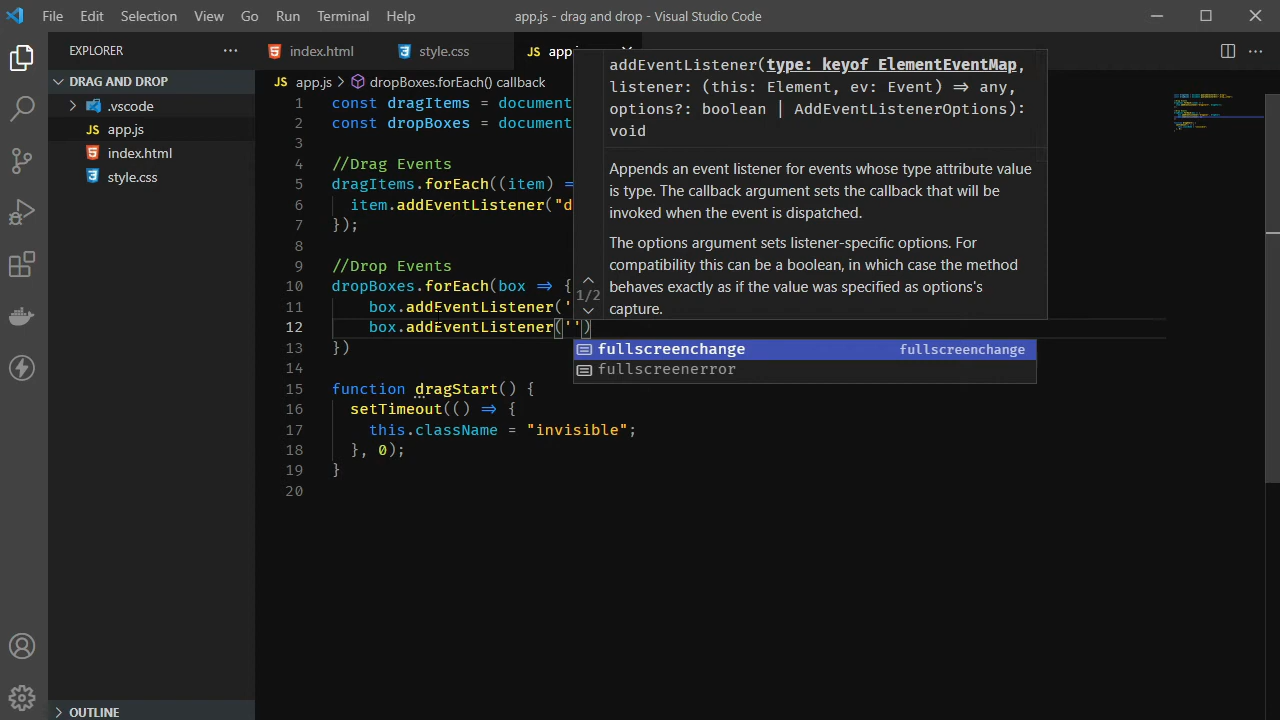 File Edit Selection View Go Run Terminal Help app.js - drag and drop - Visual Studio Code
EXPLORER
index.html style.css
DRAG AND DROP
.vscode
JS app.js
index.html
style.css
OUTLINE
JS
JS app.js > dropBoxes.forEach() callback
1 const dragItems = document
2 const dropBoxes = document
3
4 //Drag Events
5 dragItems.forEach((item) =
6 item.addEventListener("d
7 });
8
9 //Drop Events
10 dropBoxes.forEach(box => {
11 box.addEventListener('
12 box.addEventListener('')
13 })
14
15 function dragStart() {
16 setTimeout(() => {
17 this.className = "invisible";
18 }, 0);
19 }
20
addEventListener(type: keyof ElementEventMap,
listener: (this: Element, ev: Event) => any,
options?: boolean | AddEventListenerOptions):
void
Appends an event listener for events whose type attribute value
is type. The callback argument sets the callback that will be
invoked when the event is dispatched.
The options argument sets listener-specific options. For
compatibility this can be a boolean, in which case the method
behaves exactly as if the value was specified as options's
capture.
1/2
fullscreenchange fullscreenchange
fullscreenerror